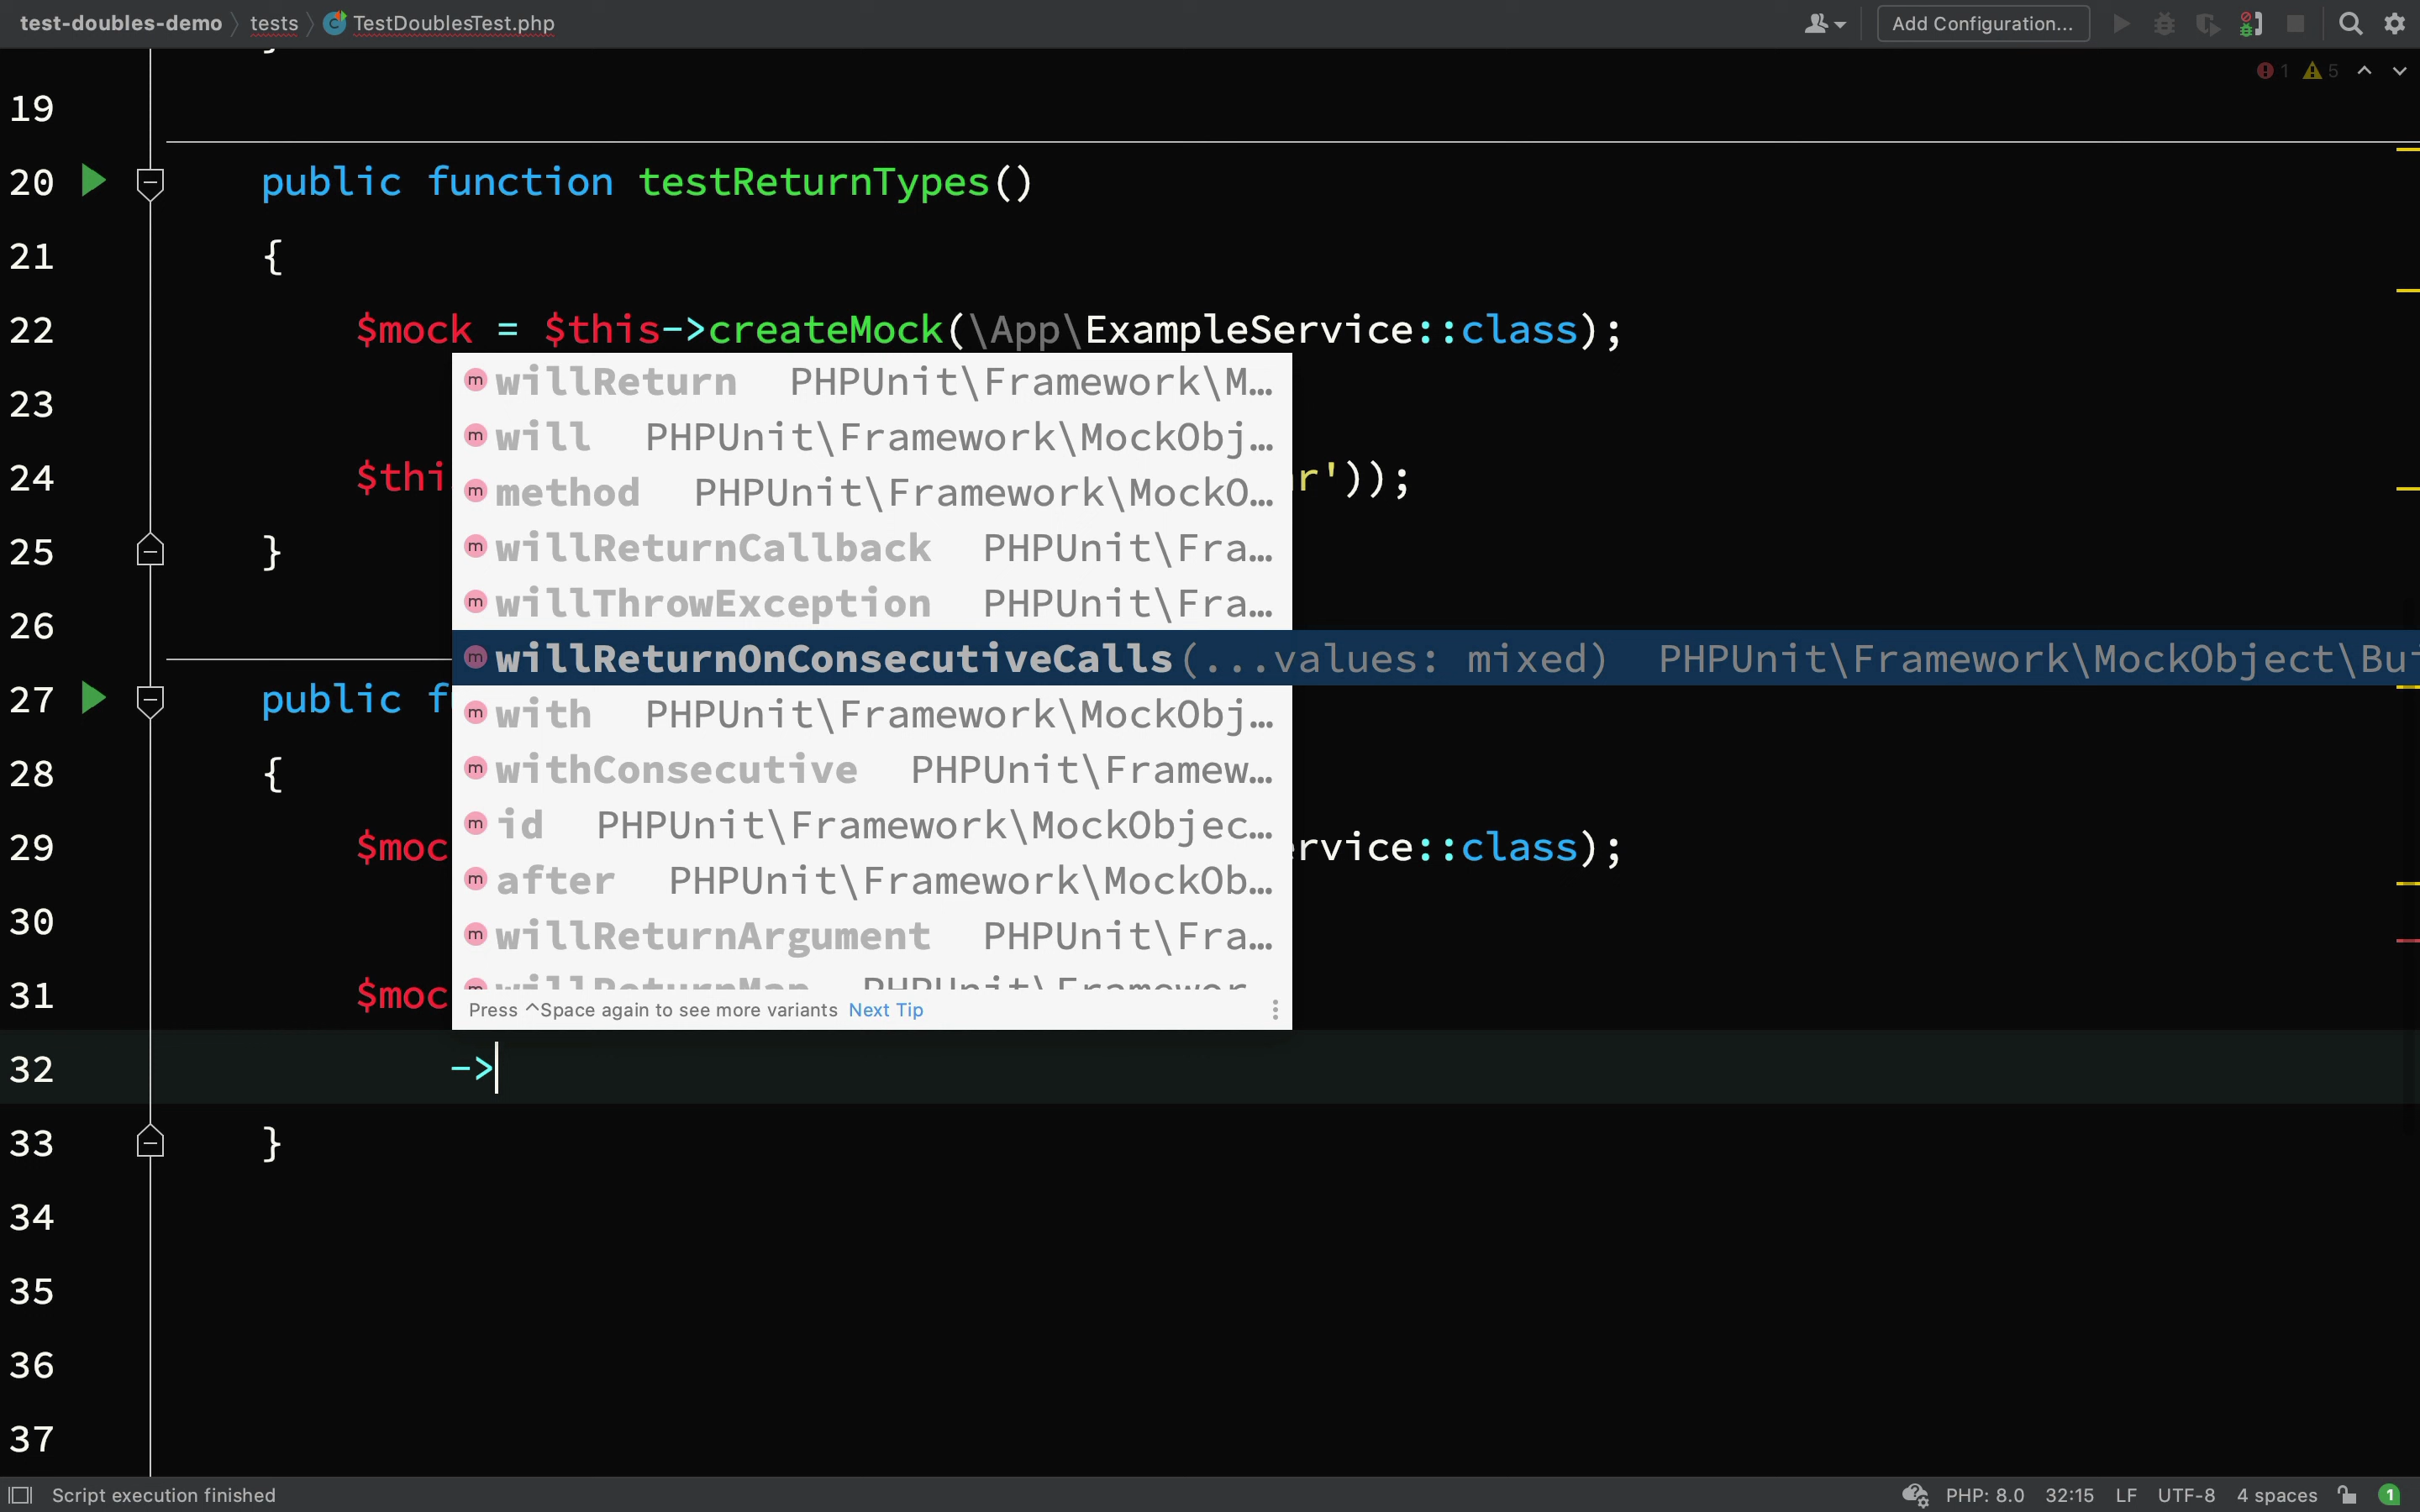 test-doubles-demo tests TestDoublesTest.php Add Configuration...
1 5
19
20 public function testReturnTypes()
21 {
22 $mock = $this->createMock(\App\ExampleService::class);
willReturn PHPUnit\Framework\M…
23
will PHPUnit\Framework\MockObj…
24 $thi r'));
method PHPUnit\Framework\MockO…
25 }
willReturnCallback PHPUnit\Fra…
willThrowException PHPUnit\Fra…
26
willReturnOnConsecutiveCalls(...values: mixed) PHPUnit\Framework\MockObject\Bui
27 public f
with PHPUnit\Framework\MockObj…
28 {
withConsecutive PHPUnit\Framew…
id PHPUnit\Framework\MockObjec…
29 $moc rvice::class);
after PHPUnit\Framework\MockOb…
30
willReturnArgument PHPUnit\Fra…
31 $moc
willReturnMap PHPUnit\Framewor
Press ^Space again to see more variants Next Tip
32 ->
33 }
34
35
36
37
Script execution finished PHP: 8.0 32:15 LF UTF-8 4 spaces 1